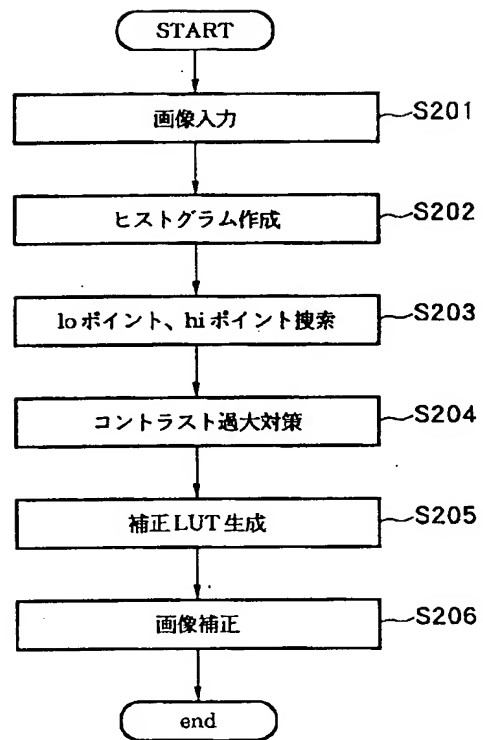 START
画像入力
S201
ヒストグラム作成
S202
loポイント、hiポイント捜索
S203
コントラスト過大対策
S204
補正LUT生成
S205
画像補正
S206
end